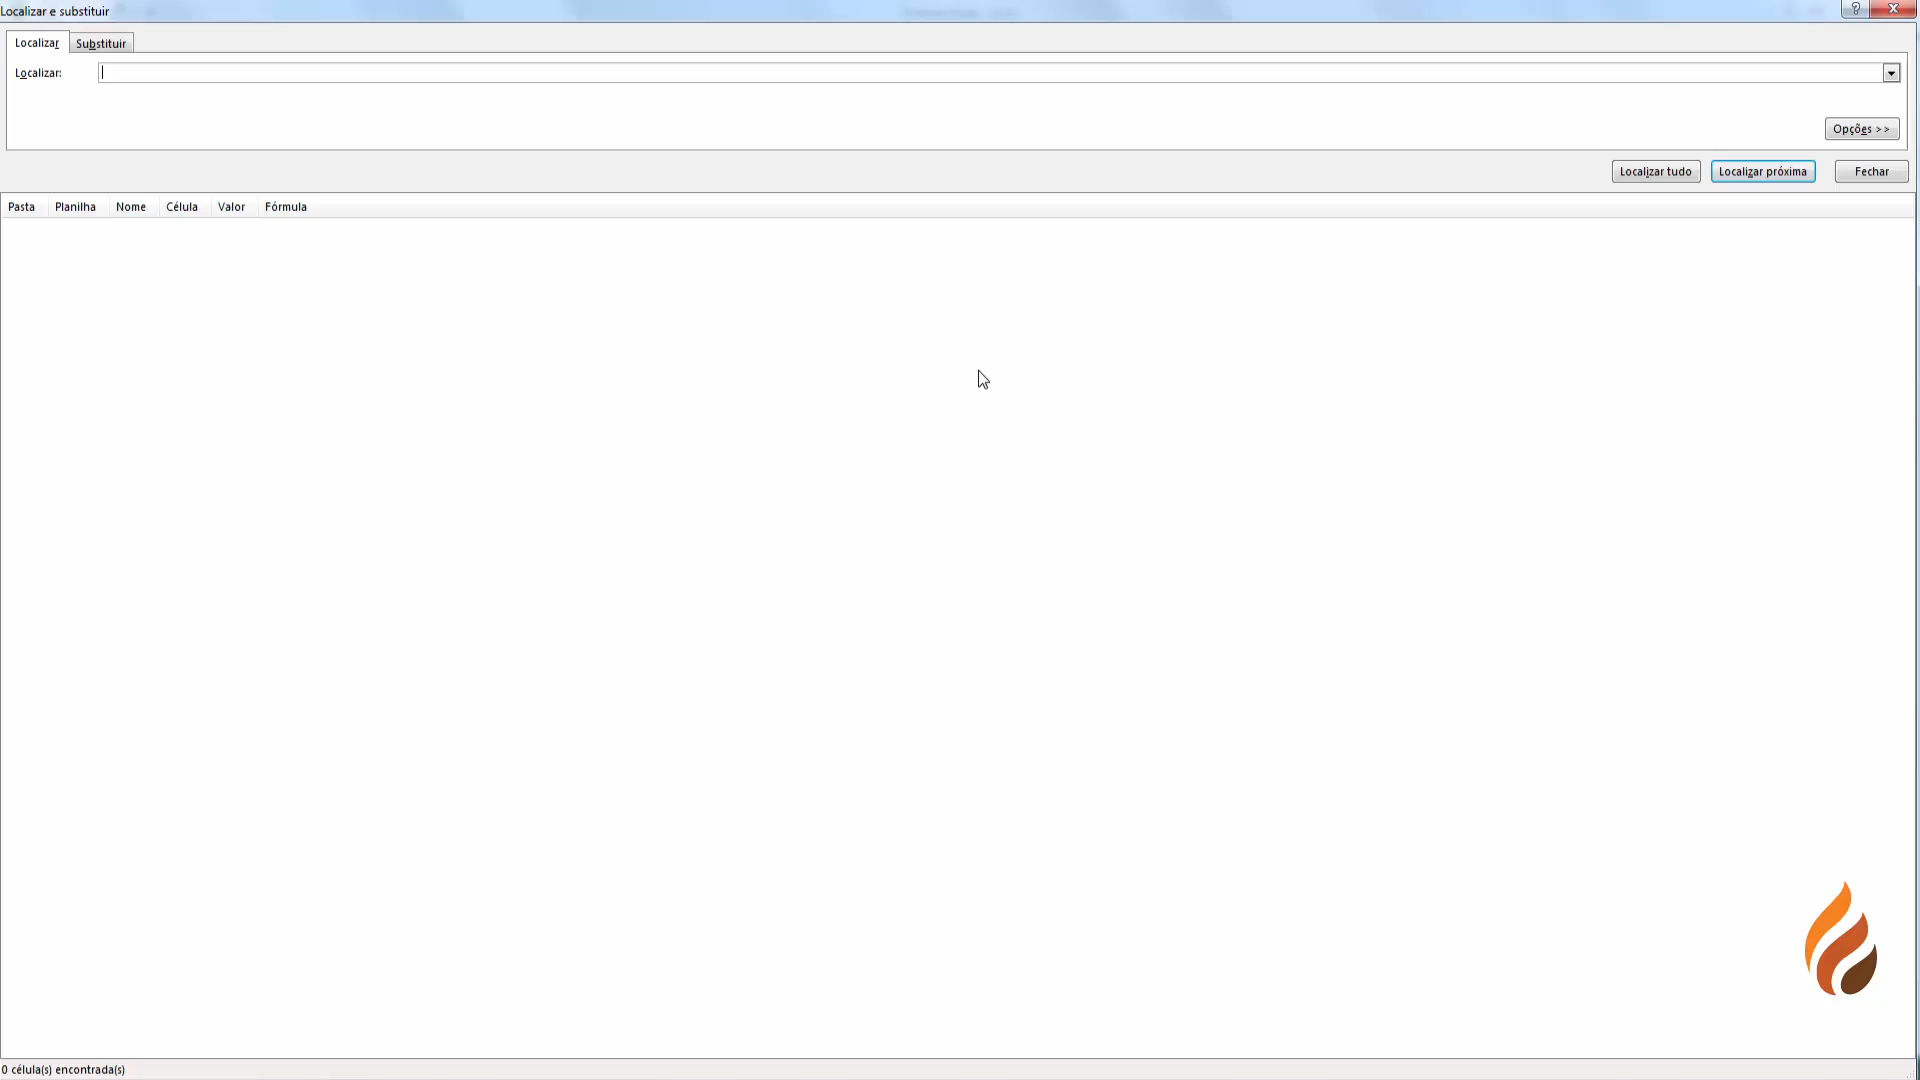 Localizar e substituir
?
Localizar Substituir
Localizar:
Opções >>
Localizar tudo Localizar próxima Fechar
Pasta Planilha Nome Célula Valor Fórmula
0 célula(s) encontrada(s)